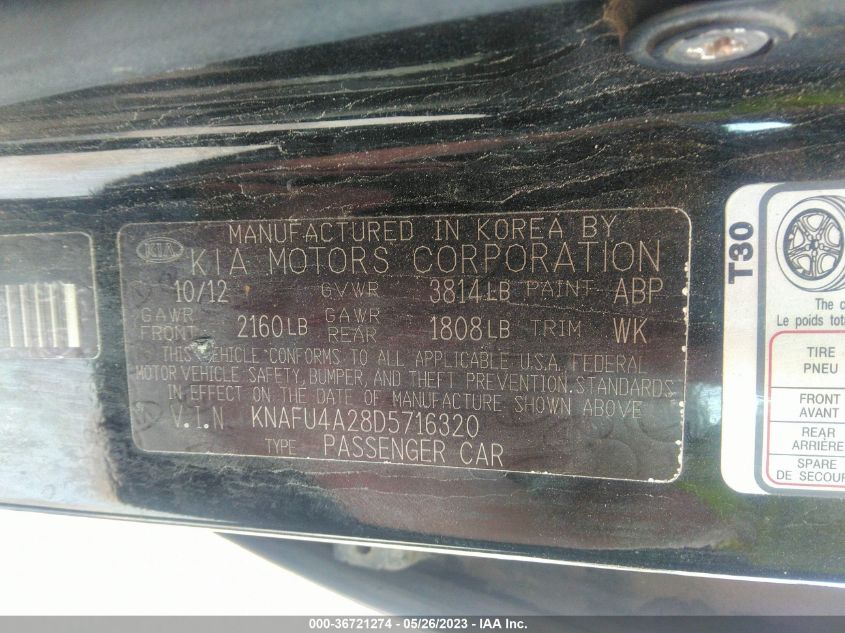 MANUFACTURED IN KOREA BY
KIA KIA MOTORS CORPORATION
10/12 GVWR 3814LB PAINT ABP
GAWR FRONT 2160LB GAWR REAR 1808LB TRIM WK
THIS VEHICLE CONFORMS TO ALL APPLICABLE U.S.A. FEDERAL
MOTOR VEHICLE SAFETY, BUMPER, AND THEFT PREVENTION STANDARDS
IN EFFECT ON THE DATE OF MANUFACTURE SHOWN ABOVE
V.I.N KNAFU4A28D5716320
TYPE PASSENGER CAR
T30
The c
Le poids tot
TIRE
PNEU
FRONT
AVANT
REAR
ARRIÈRE
SPARE
DE SECOUR
000-36721274 - 05/26/2023 - IAA Inc.